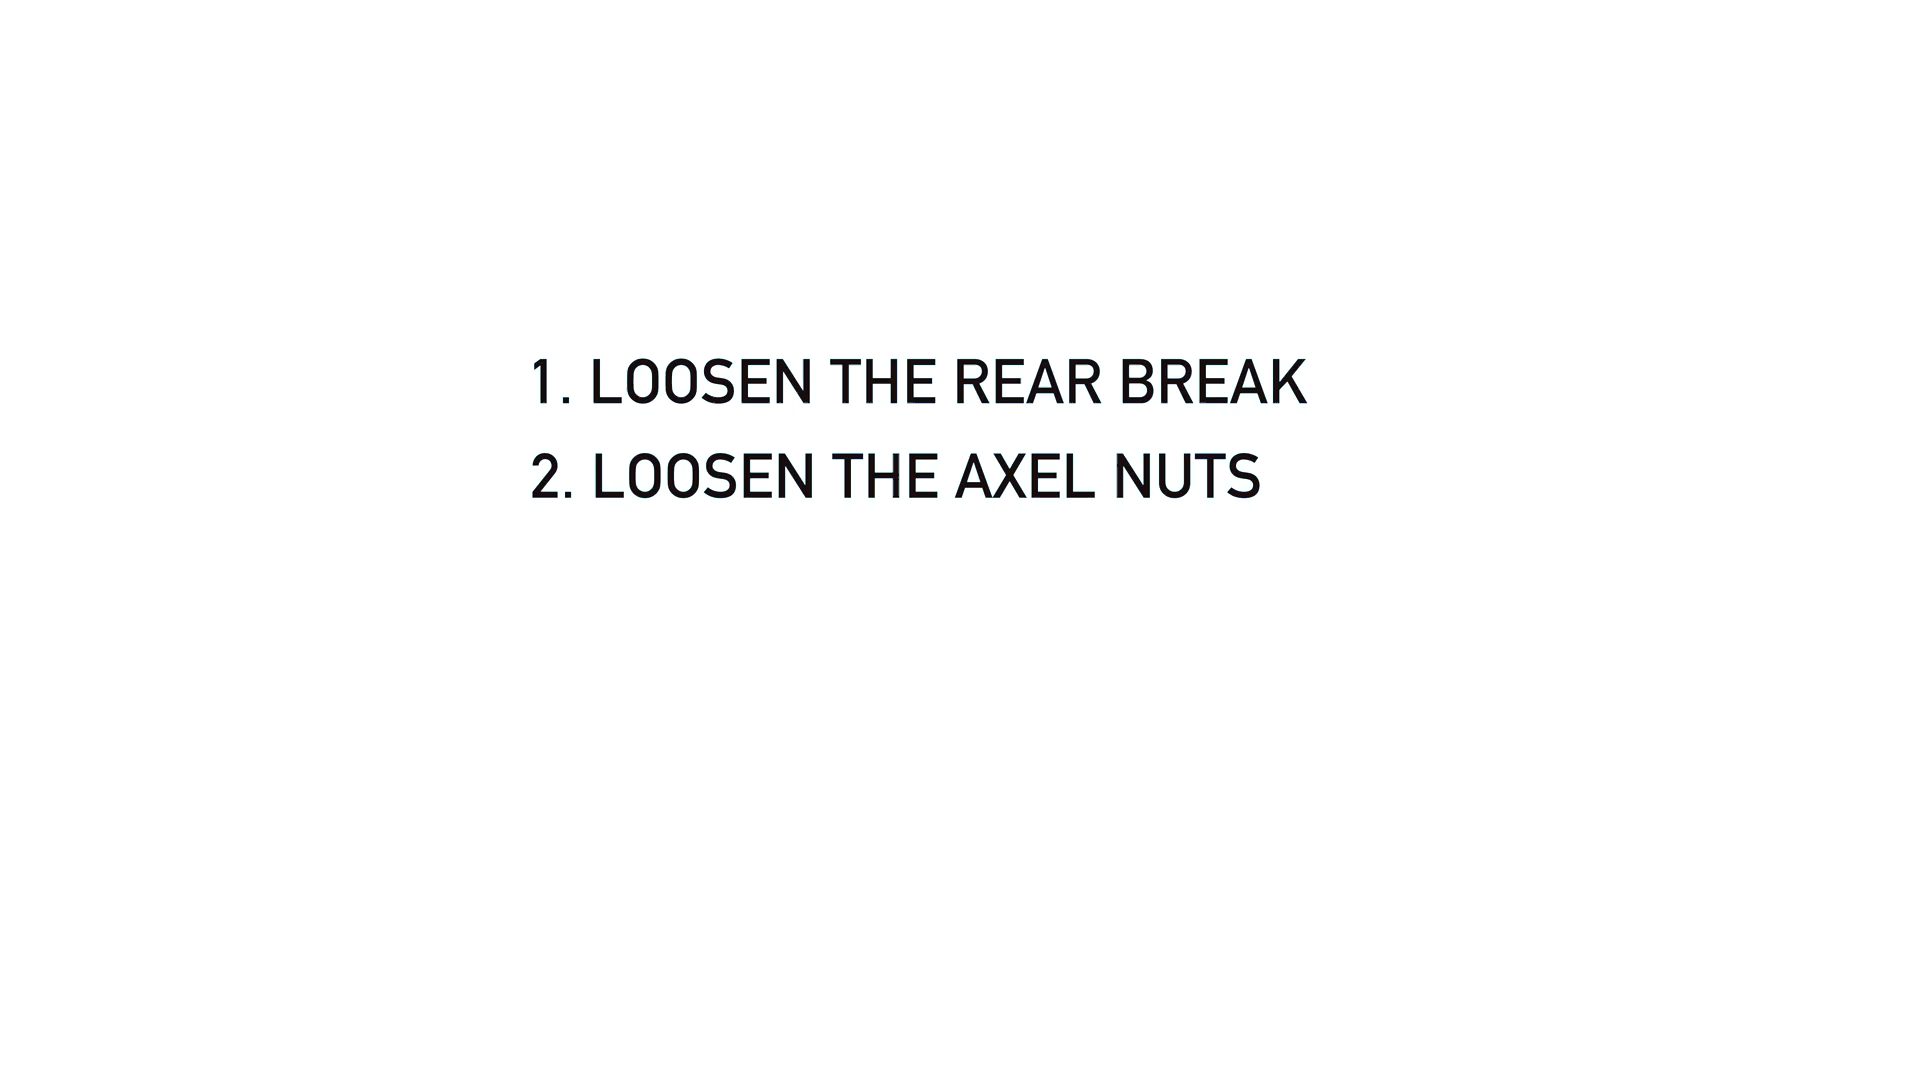 1. LOOSEN THE REAR BREAK
2. LOOSEN THE AXEL NUTS